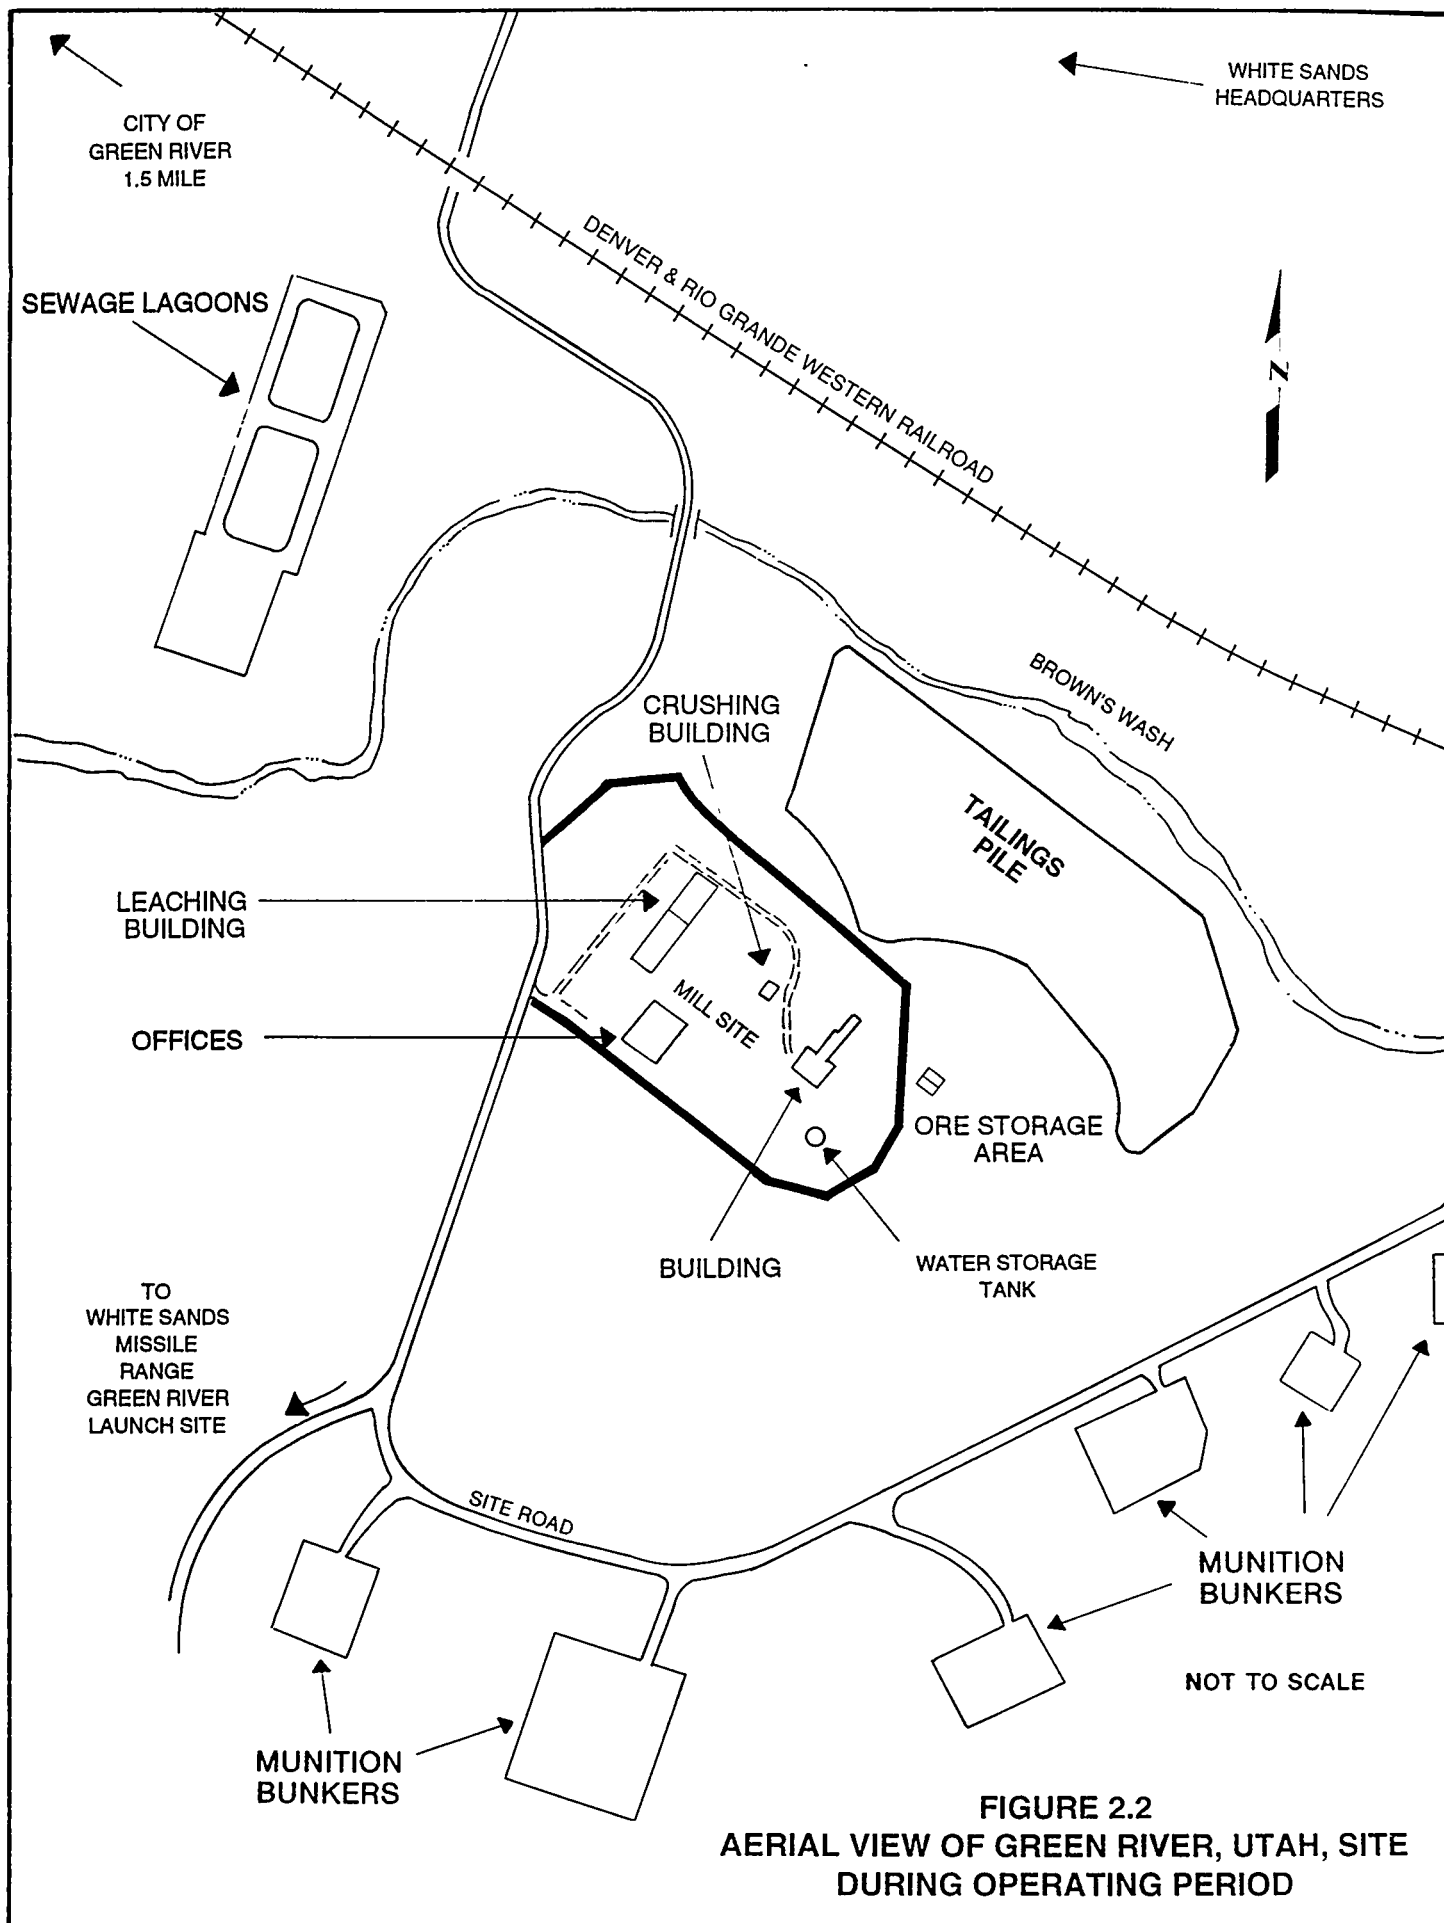 WHITE SANDS
HEADQUARTERS
CITY OF
GREEN RIVER
1.5 MILE
DENVER & RIO GRANDE WESTERN RAILROAD
SEWAGE LAGOONS
N
BROWN'S WASH
CRUSHING
BUILDING
TAILINGS
PILE
LEACHING
BUILDING
MILL SITE
OFFICES
ORE STORAGE
AREA
BUILDING
WATER STORAGE
TANK
TO
WHITE SANDS
MISSILE
RANGE
GREEN RIVER
LAUNCH SITE
SITE ROAD
MUNITION
BUNKERS
NOT TO SCALE
MUNITION
BUNKERS
FIGURE 2.2
AERIAL VIEW OF GREEN RIVER, UTAH, SITE
DURING OPERATING PERIOD